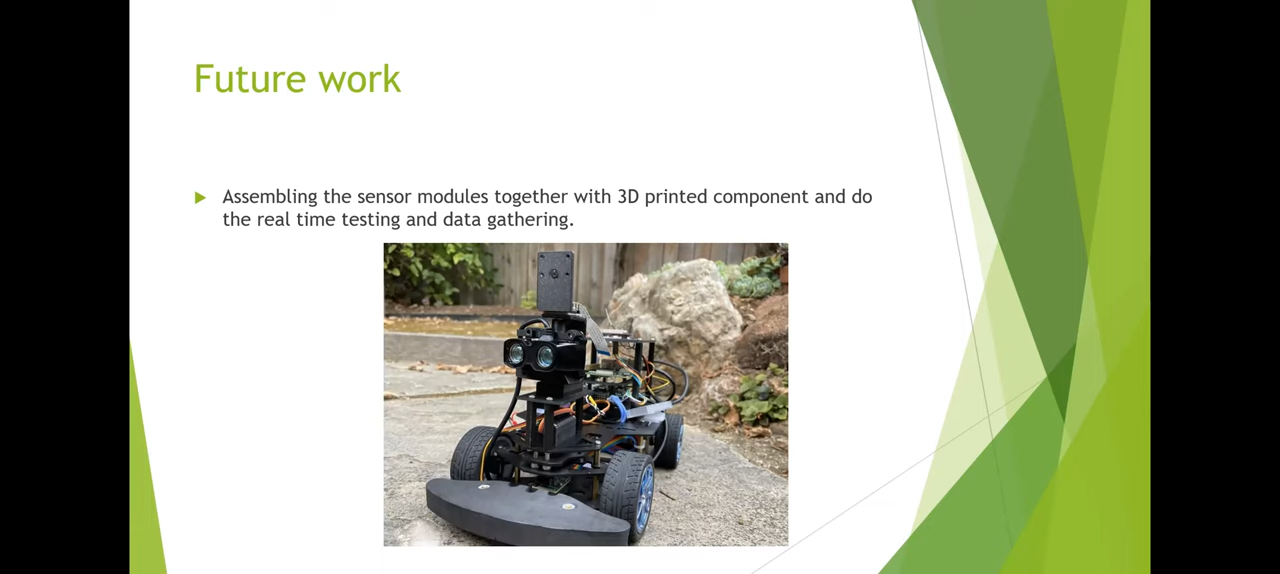 Future work
Assembling the sensor modules together with 3D printed component and do
the real time testing and data gathering.